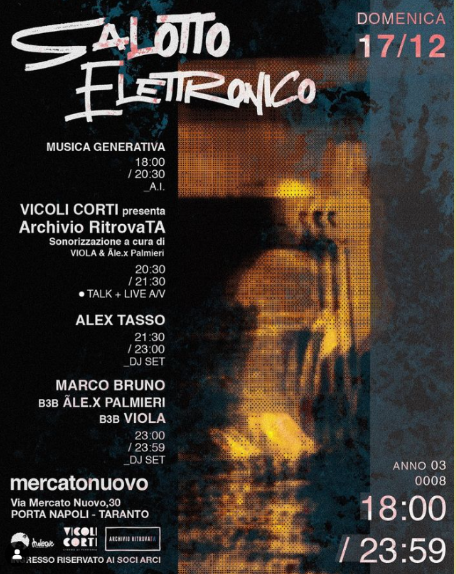 SALOTTO
ELETTRONICO
DOMENICA
17/12
MUSICA GENERATIVA
18:00
/ 20:30
_A.I.
VICOLI CORTI presenta
Archivio RitrovaTA
Sonorizzazione a cura di
VIOLA & Äle.x Palmieri
20:30
/ 21:30
● TALK + LIVE A/V
ALEX TASSO
21:30
/ 23:00
_DJ SET
MARCO BRUNO
B3B ÄLE.X PALMIERI
B3B VIOLA
23:00
/ 23:59
_DJ SET
mercatonuovo
Via Mercato Nuovo,30
PORTA NAPOLI - TARANTO
VICOLI
CORTI
ARCHIVIO RITROVATA
RESSO RISERVATO AI SOCI ARCI
ANNO 03
0008
18:00
/ 23:59